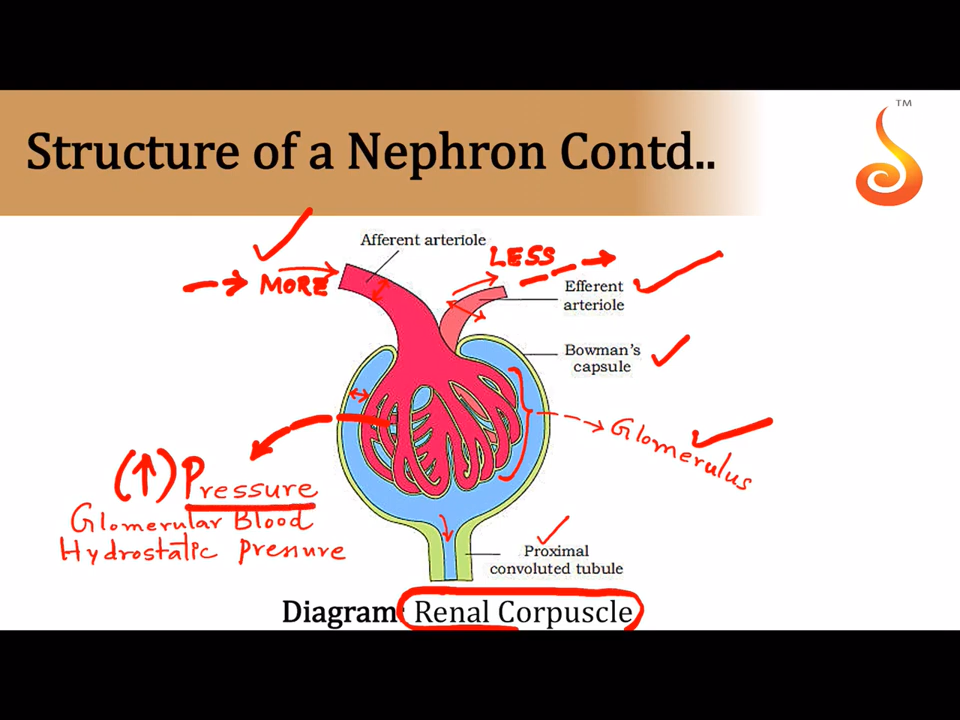 Structure of a Nephron Contd..
TM
Afferent arteriole
LESS
MORE
Efferent
arteriole
Bowman's
capsule
Glomerulus
(↑) Pressure
Glomerular Blood
Hydrostatic Pressure
Proximal
convoluted tubule
Diagram: Renal Corpuscle